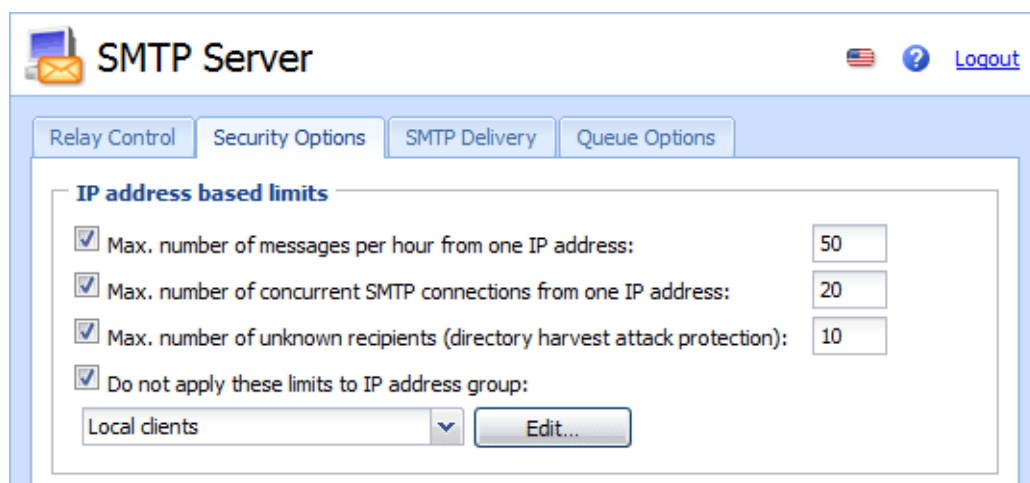 SMTP Server
Logout
Relay Control Security Options SMTP Delivery Queue Options
IP address based limits
Max. number of messages per hour from one IP address: 50
Max. number of concurrent SMTP connections from one IP address: 20
Max. number of unknown recipients (directory harvest attack protection): 10
Do not apply these limits to IP address group:
Local clients Edit...